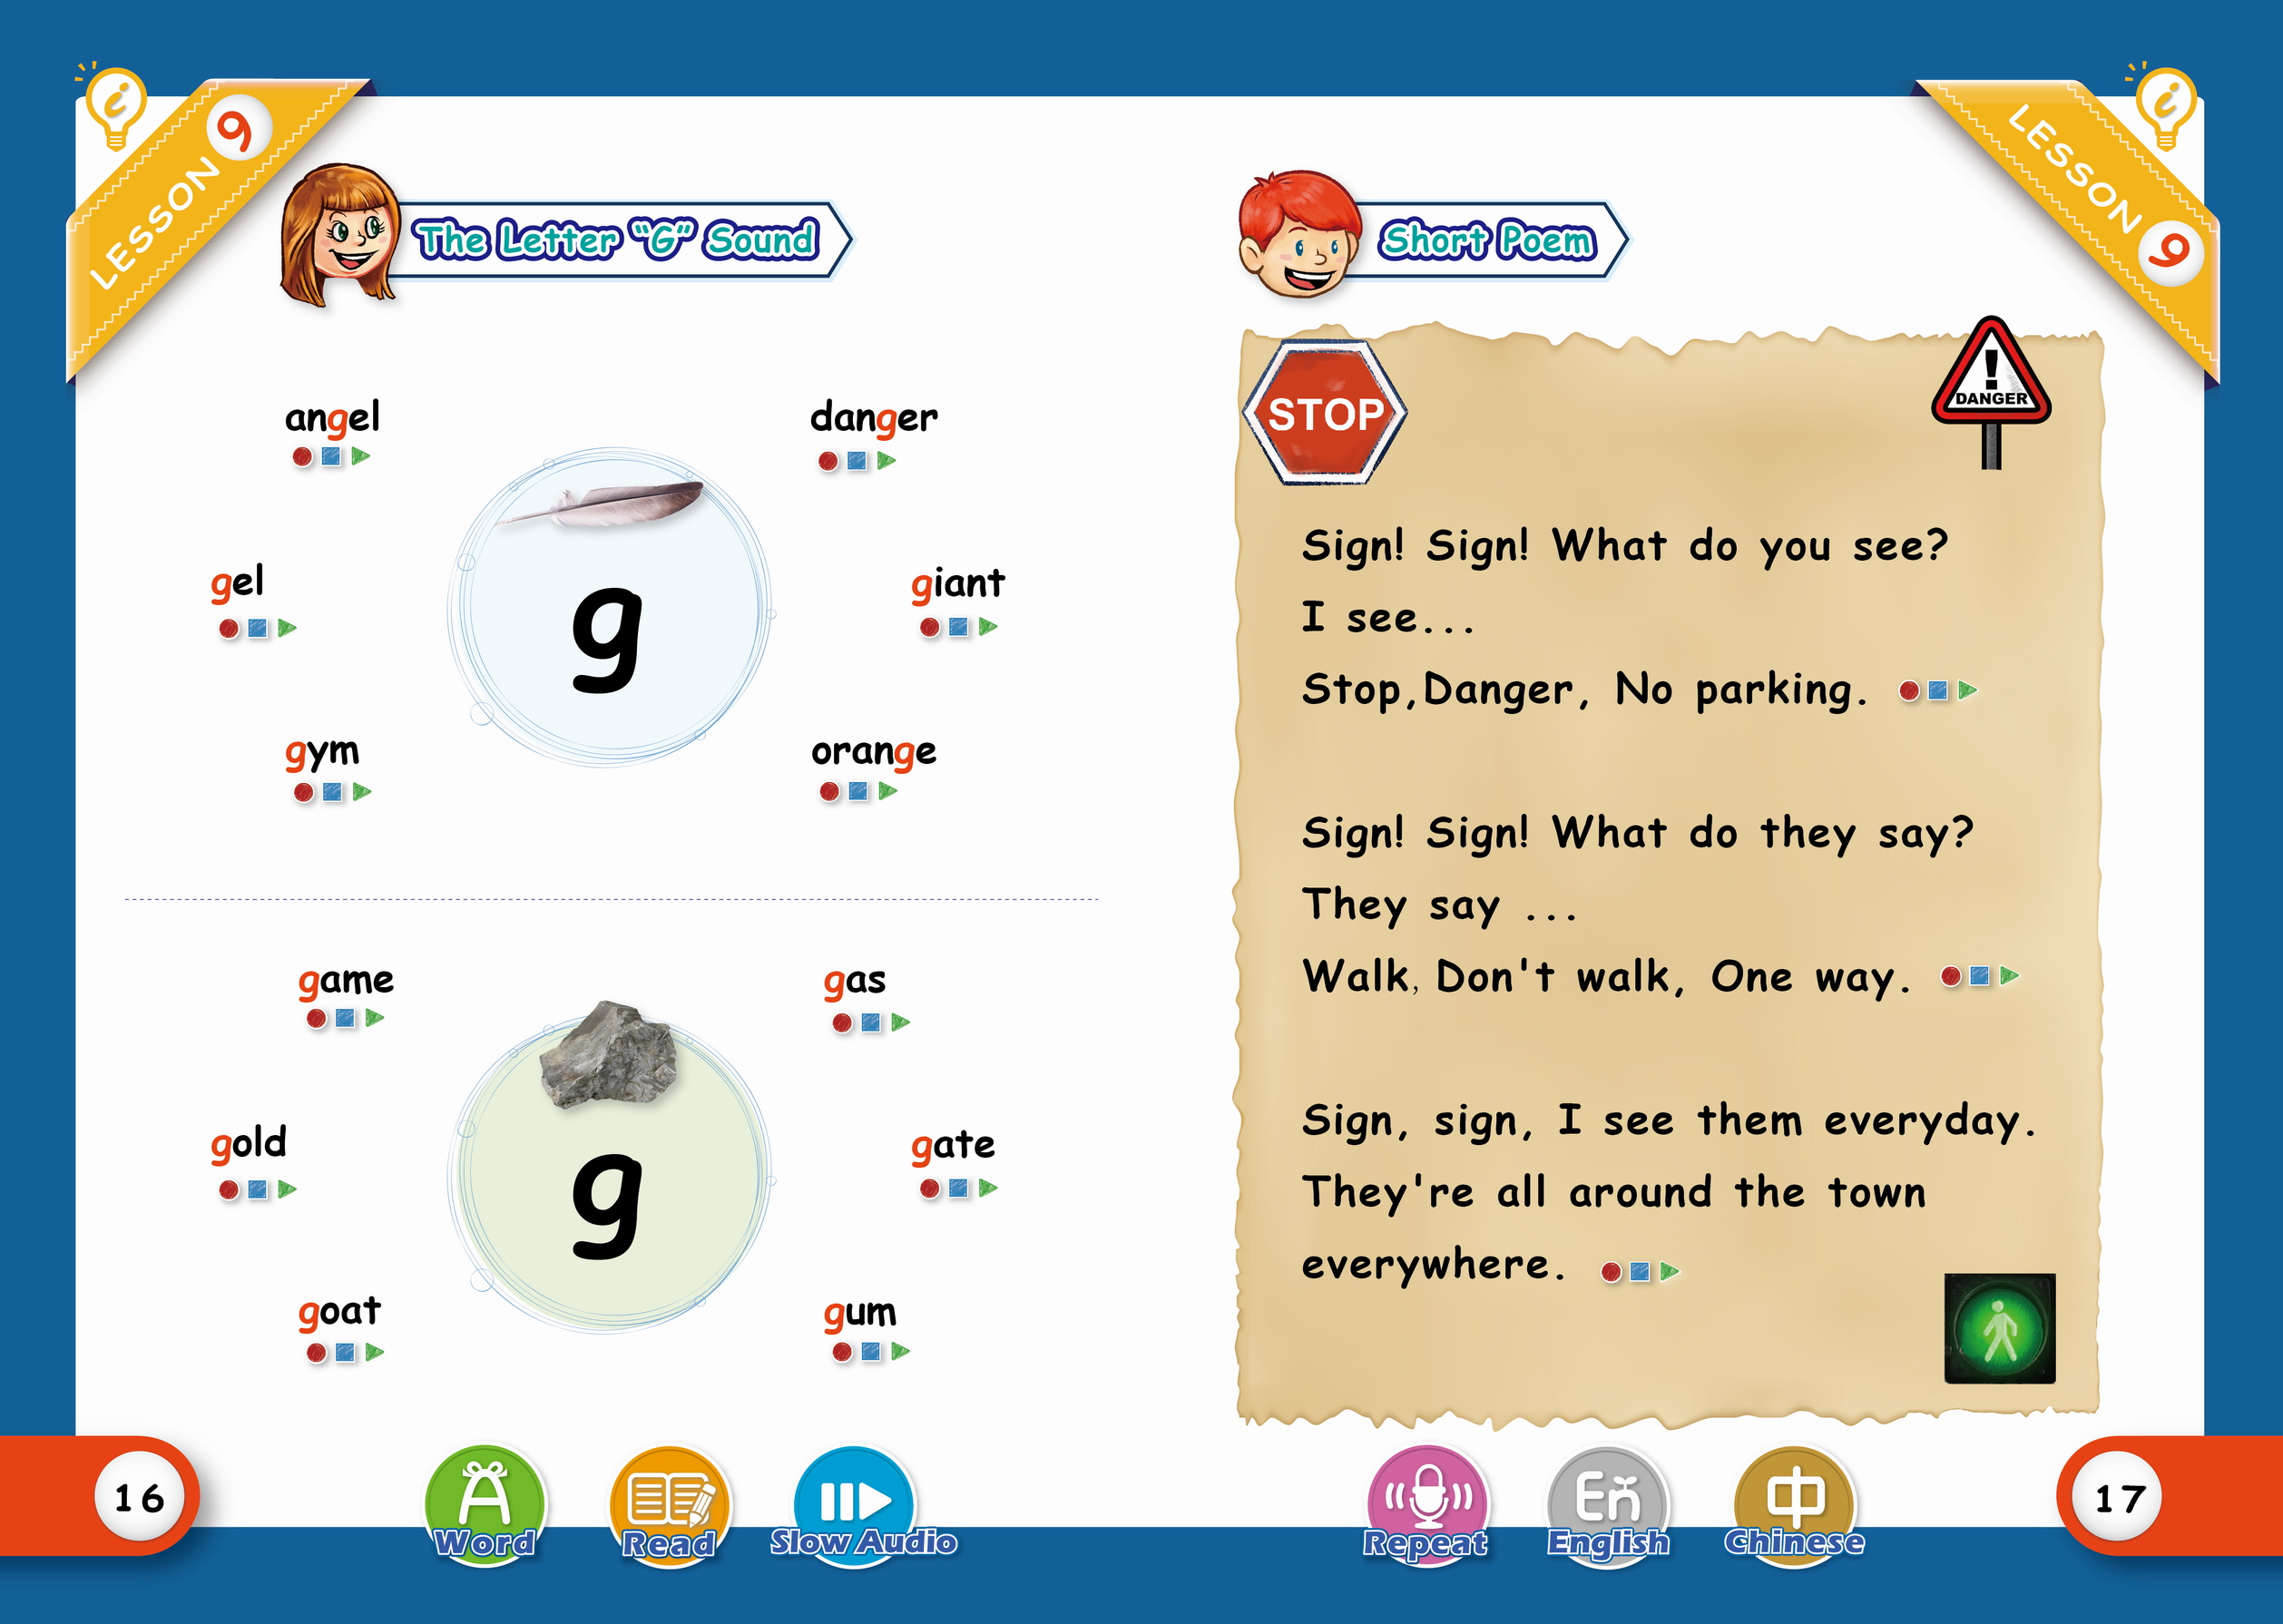 LESSON 9
The Letter "G" Sound
angel
danger
gel
g
giant
gym
orange
game
gas
gold
g
gate
goat
gum
16
Word
Read
Slow Audio
LESSON 9
Short Poem
STOP
!
DANGER
Sign! Sign! What do you see?
I see...
Stop,Danger, No parking.
Sign! Sign! What do they say?
They say ...
Walk, Don't walk, One way.
Sign, sign, I see them everyday.
They're all around the town
everywhere.
Repeat
En
English
中
Chinese
17